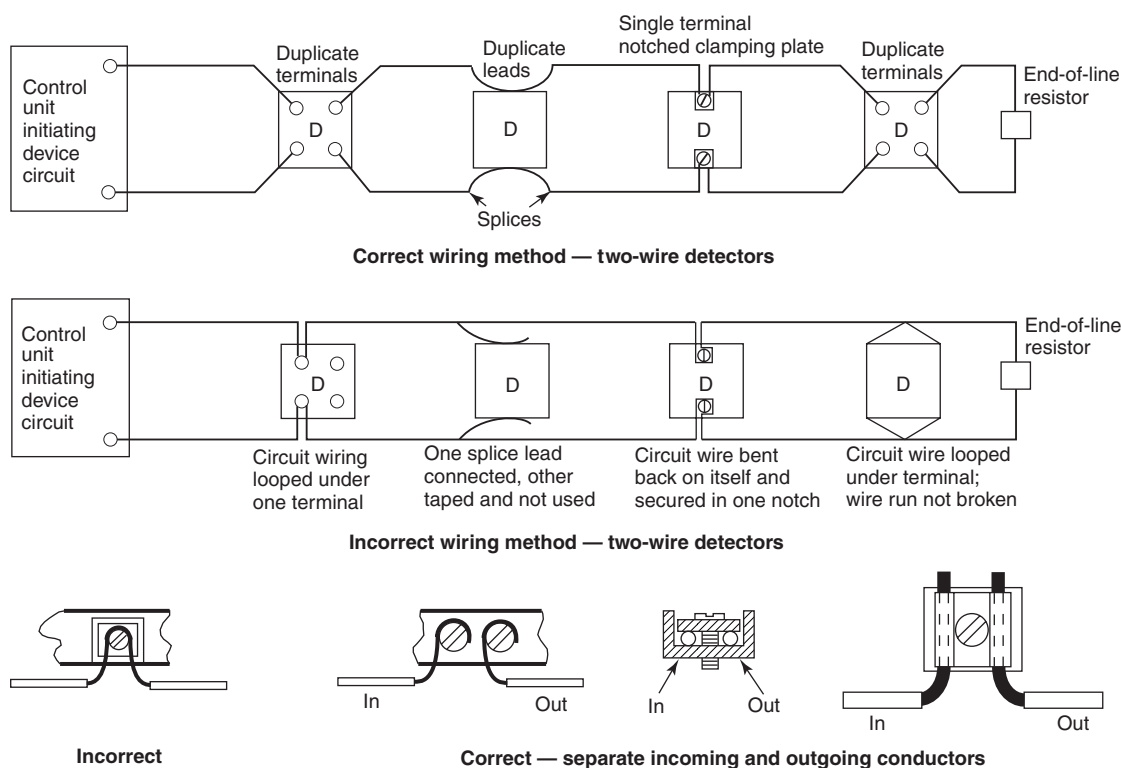 Control
unit
initiating
device
circuit
Duplicate
terminals
D
Duplicate
leads
D
Splices
Single terminal
notched clamping plate
D
Duplicate
terminals
D
End-of-line
resistor
Correct wiring method — two-wire detectors
Control
unit
initiating
device
circuit
D
Circuit wiring
looped under
one terminal
D
One splice lead
connected, other
taped and not used
D
Circuit wire bent
back on itself and
secured in one notch
D
Circuit wire looped
under terminal;
wire run not broken
End-of-line
resistor
Incorrect wiring method — two-wire detectors
Incorrect
In
Out
In
Out
In
Out
Correct — separate incoming and outgoing conductors